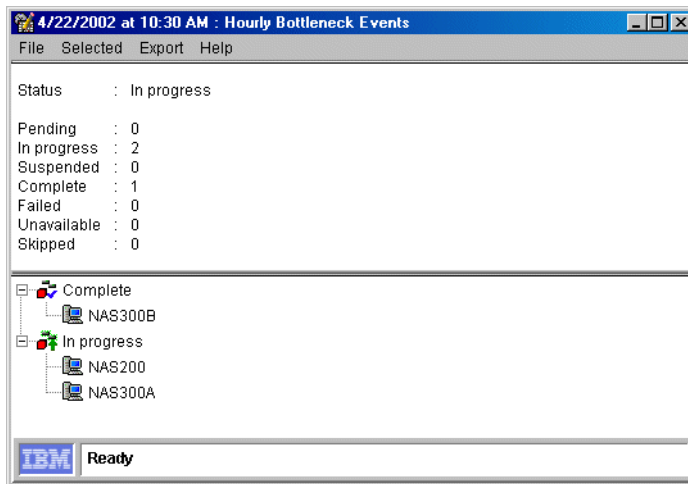 4/22/2002 at 10:30 AM : Hourly Bottleneck Events
File Selected Export Help
Status : In progress
Pending : 0
In progress : 2
Suspended : 0
Complete : 1
Failed : 0
Unavailable : 0
Skipped : 0
Complete
NAS300B
In progress
NAS200
NAS300A
IBM Ready